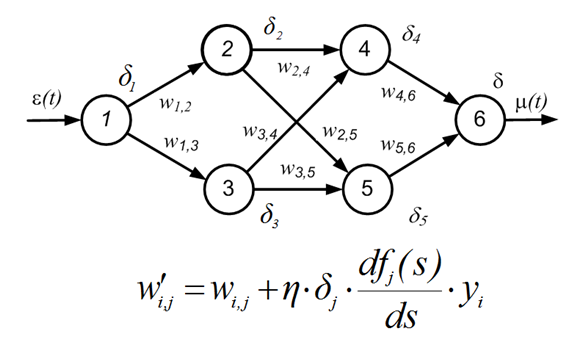 δ₂ δ₄
2 4
δ₁ w₂,₄ δ
ε(t) w₁,₂ w₄,₆ μ(t)
1 6
w₁,₃ w₃,₄ w₂,₅ w₅,₆
w₃,₅
3 5
δ₃ δ₅
w′ᵢ,ⱼ = wᵢ,ⱼ + η · δⱼ · dfⱼ(s)/ds · yᵢ